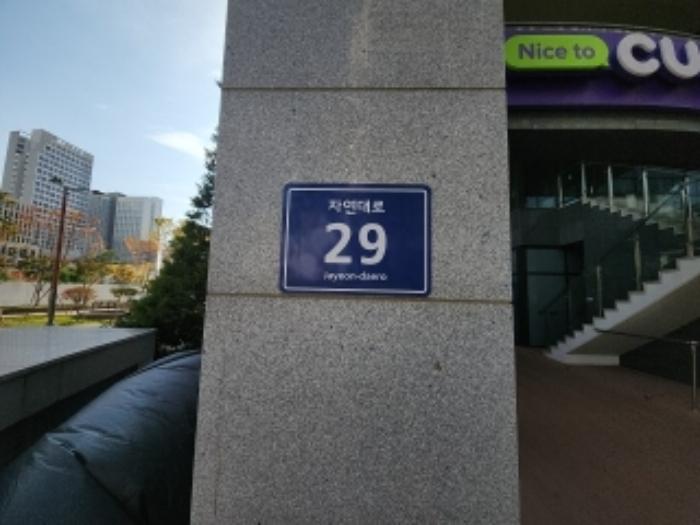 자연대로
29
Jayeon-daero
Nice to CU